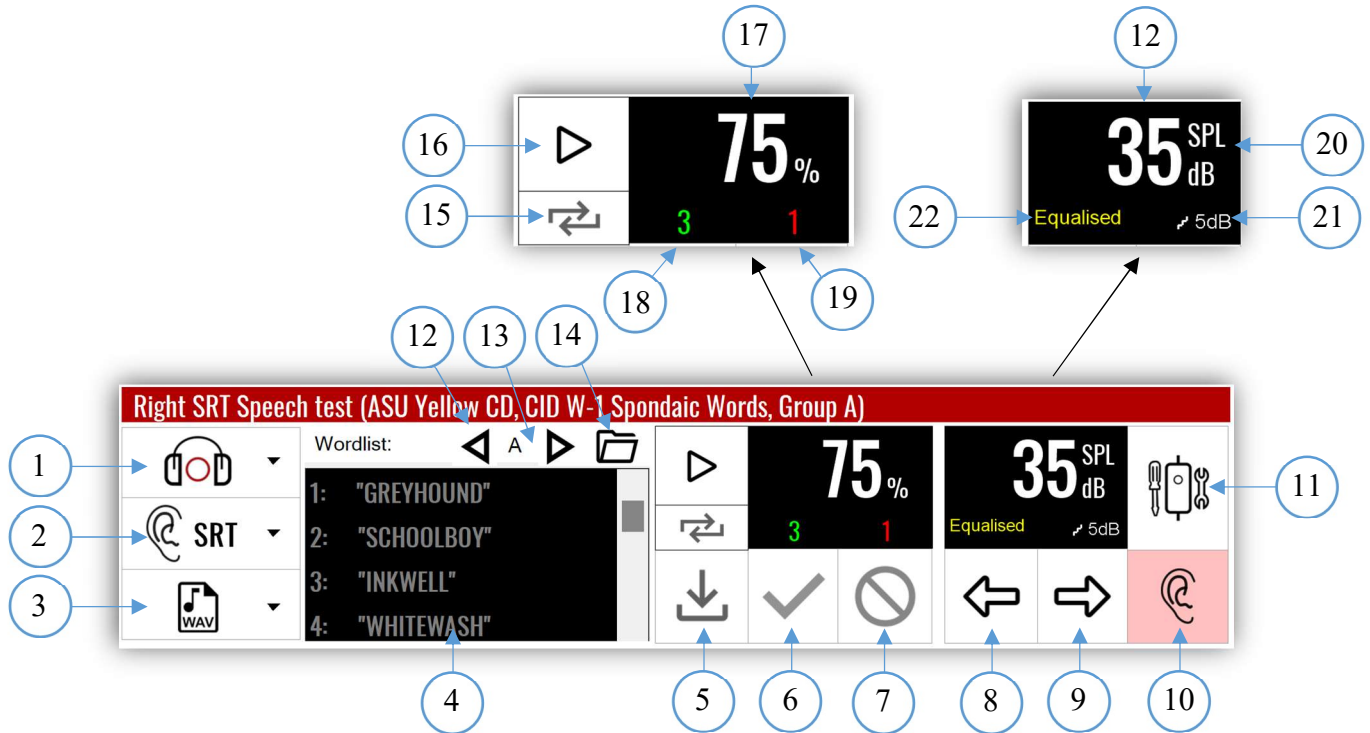 17
12
16
75 %
15
3 1
18
19
35 SPL dB
20
22
Equalised 5dB
21
12
13
14
Right SRT Speech test (ASU Yellow CD, CID W-1 Spondaic Words, Group A)
1
2
SRT
3
WAV
Wordlist: A
1: "GREYHOUND"
2: "SCHOOLBOY"
3: "INKWELL"
4: "WHITEWASH"
75 %
3 1
35 SPL dB
Equalised 5dB
11
4
5
6
7
8
9
10